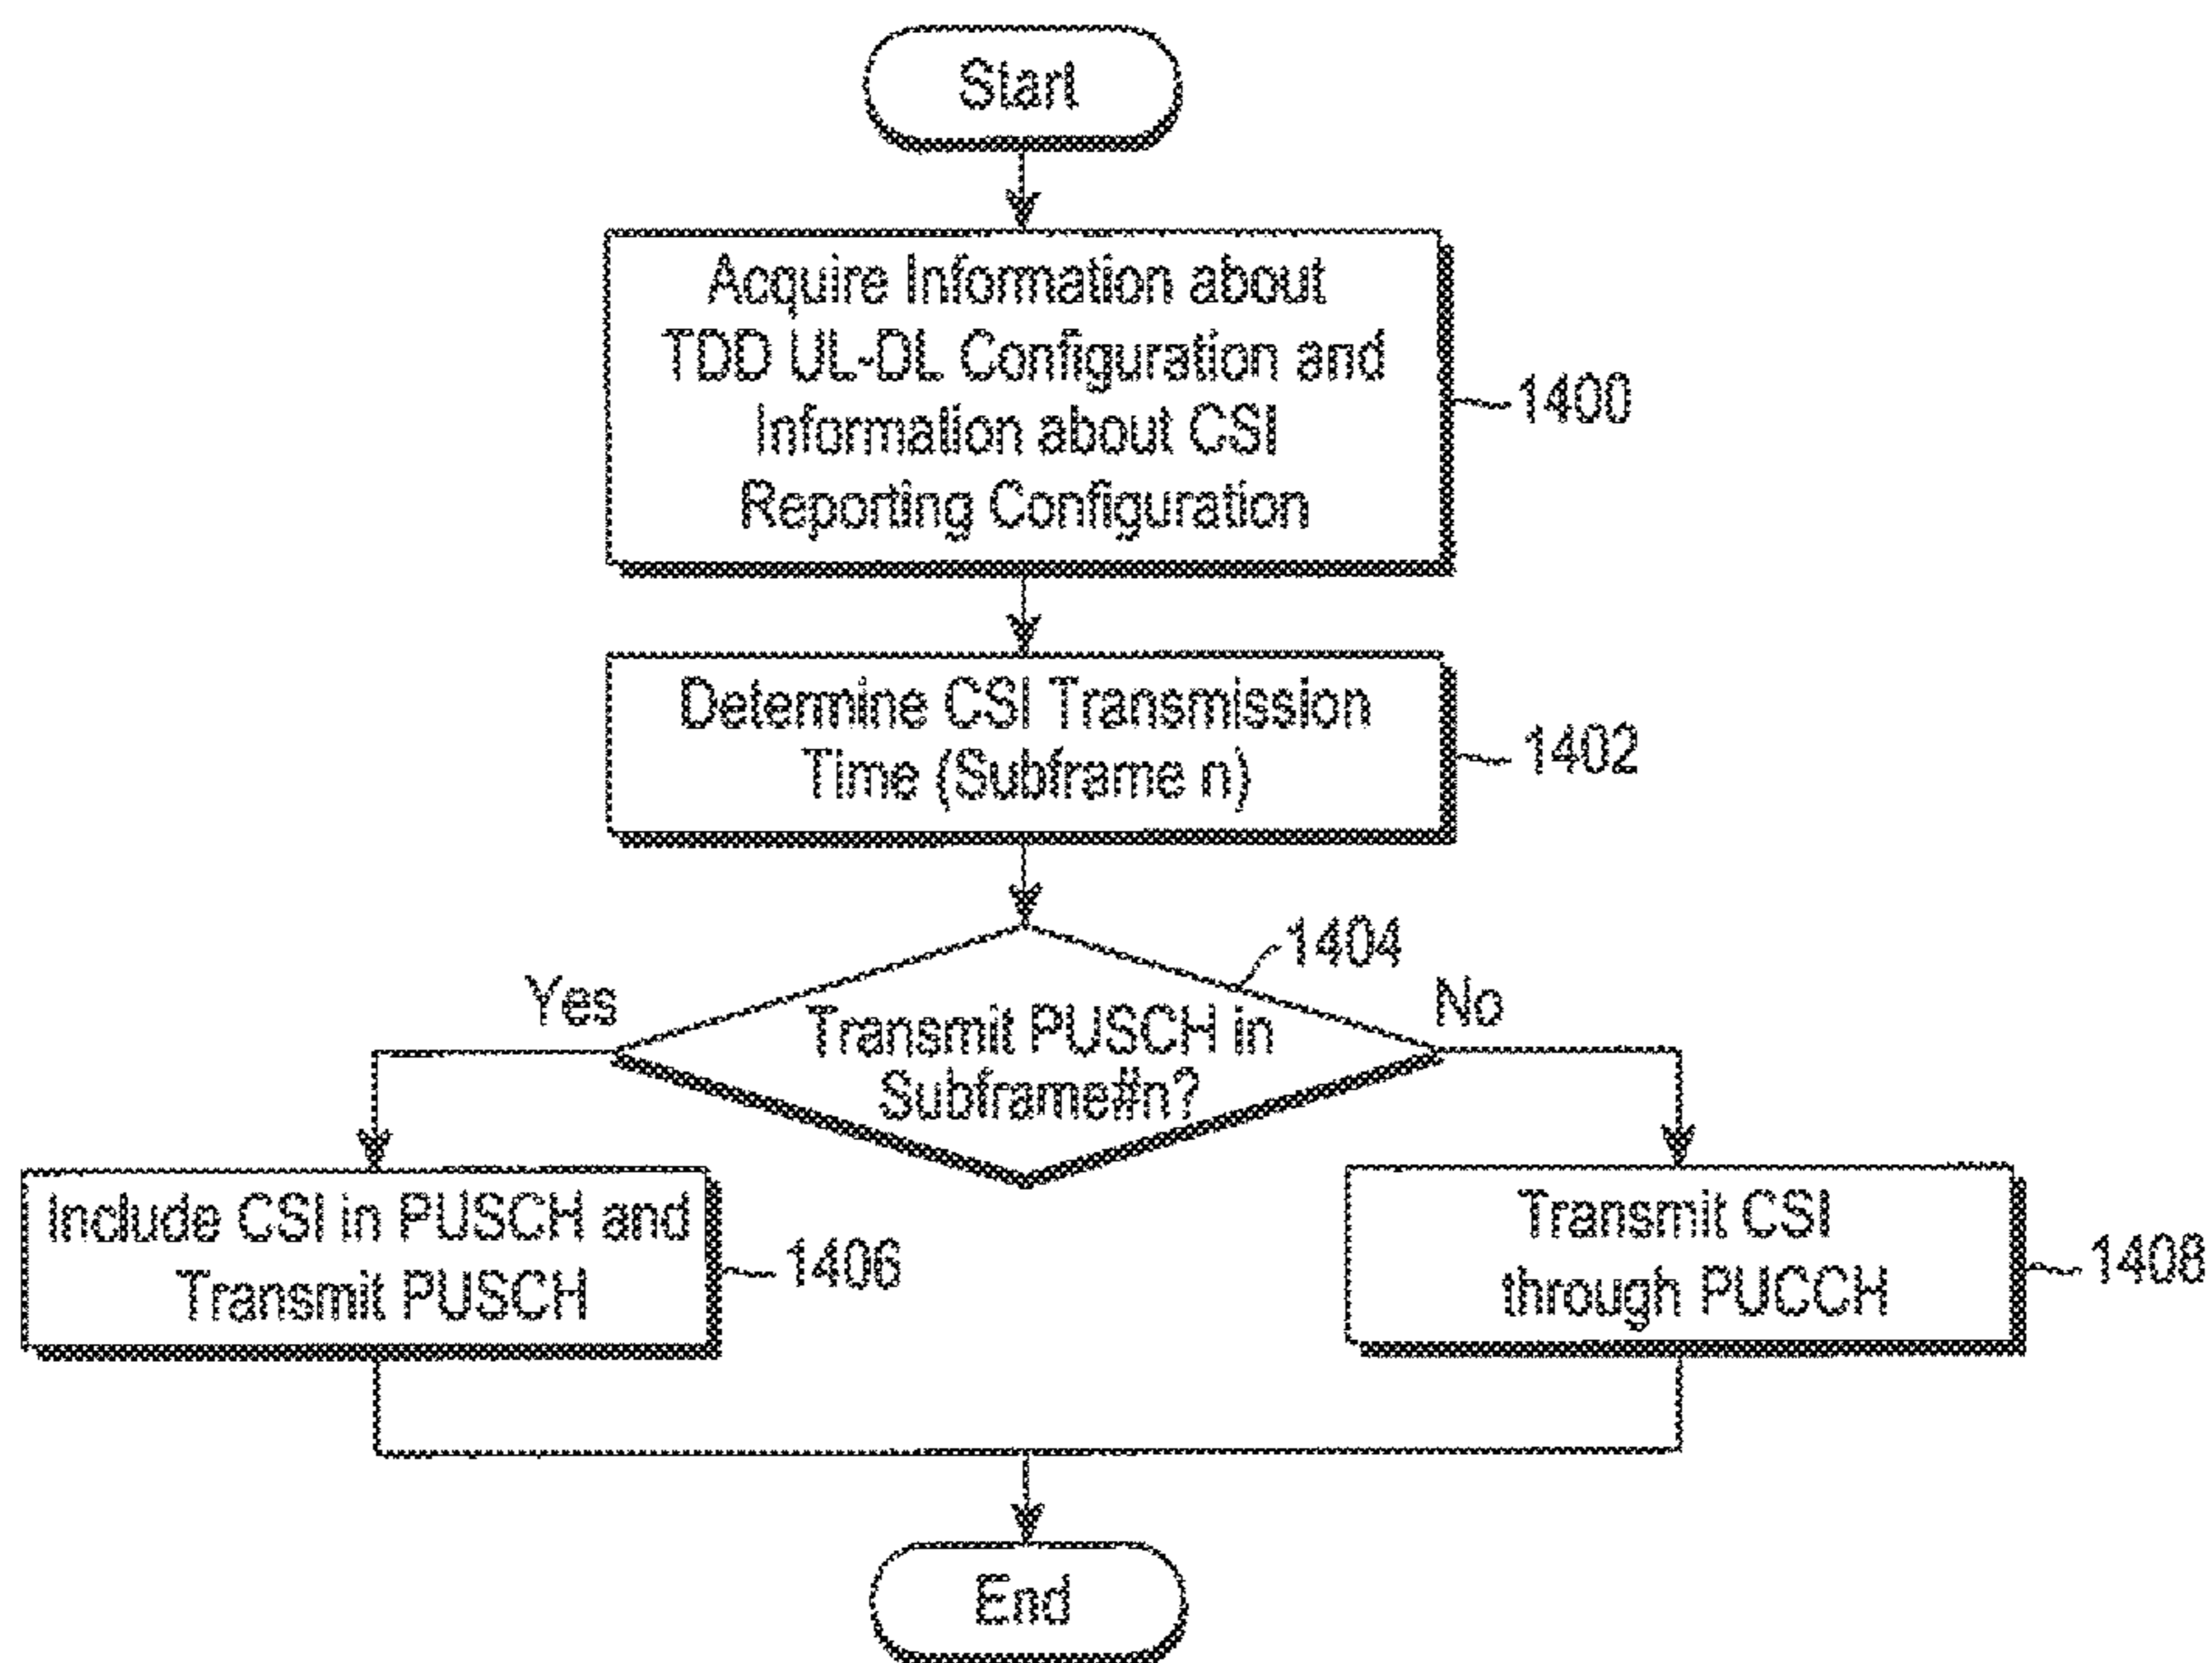 Start
Acquire Information about
TDD UL-DL Configuration and
Information about CSI
Reporting Configuration
1400
Determine CSI Transmission
Time (Subframe n)
1402
1404
Yes
No
Transmit PUSCH in
Subframe#n?
Include CSI in PUSCH and
Transmit PUSCH
1406
Transmit CSI
through PUCCH
1408
End